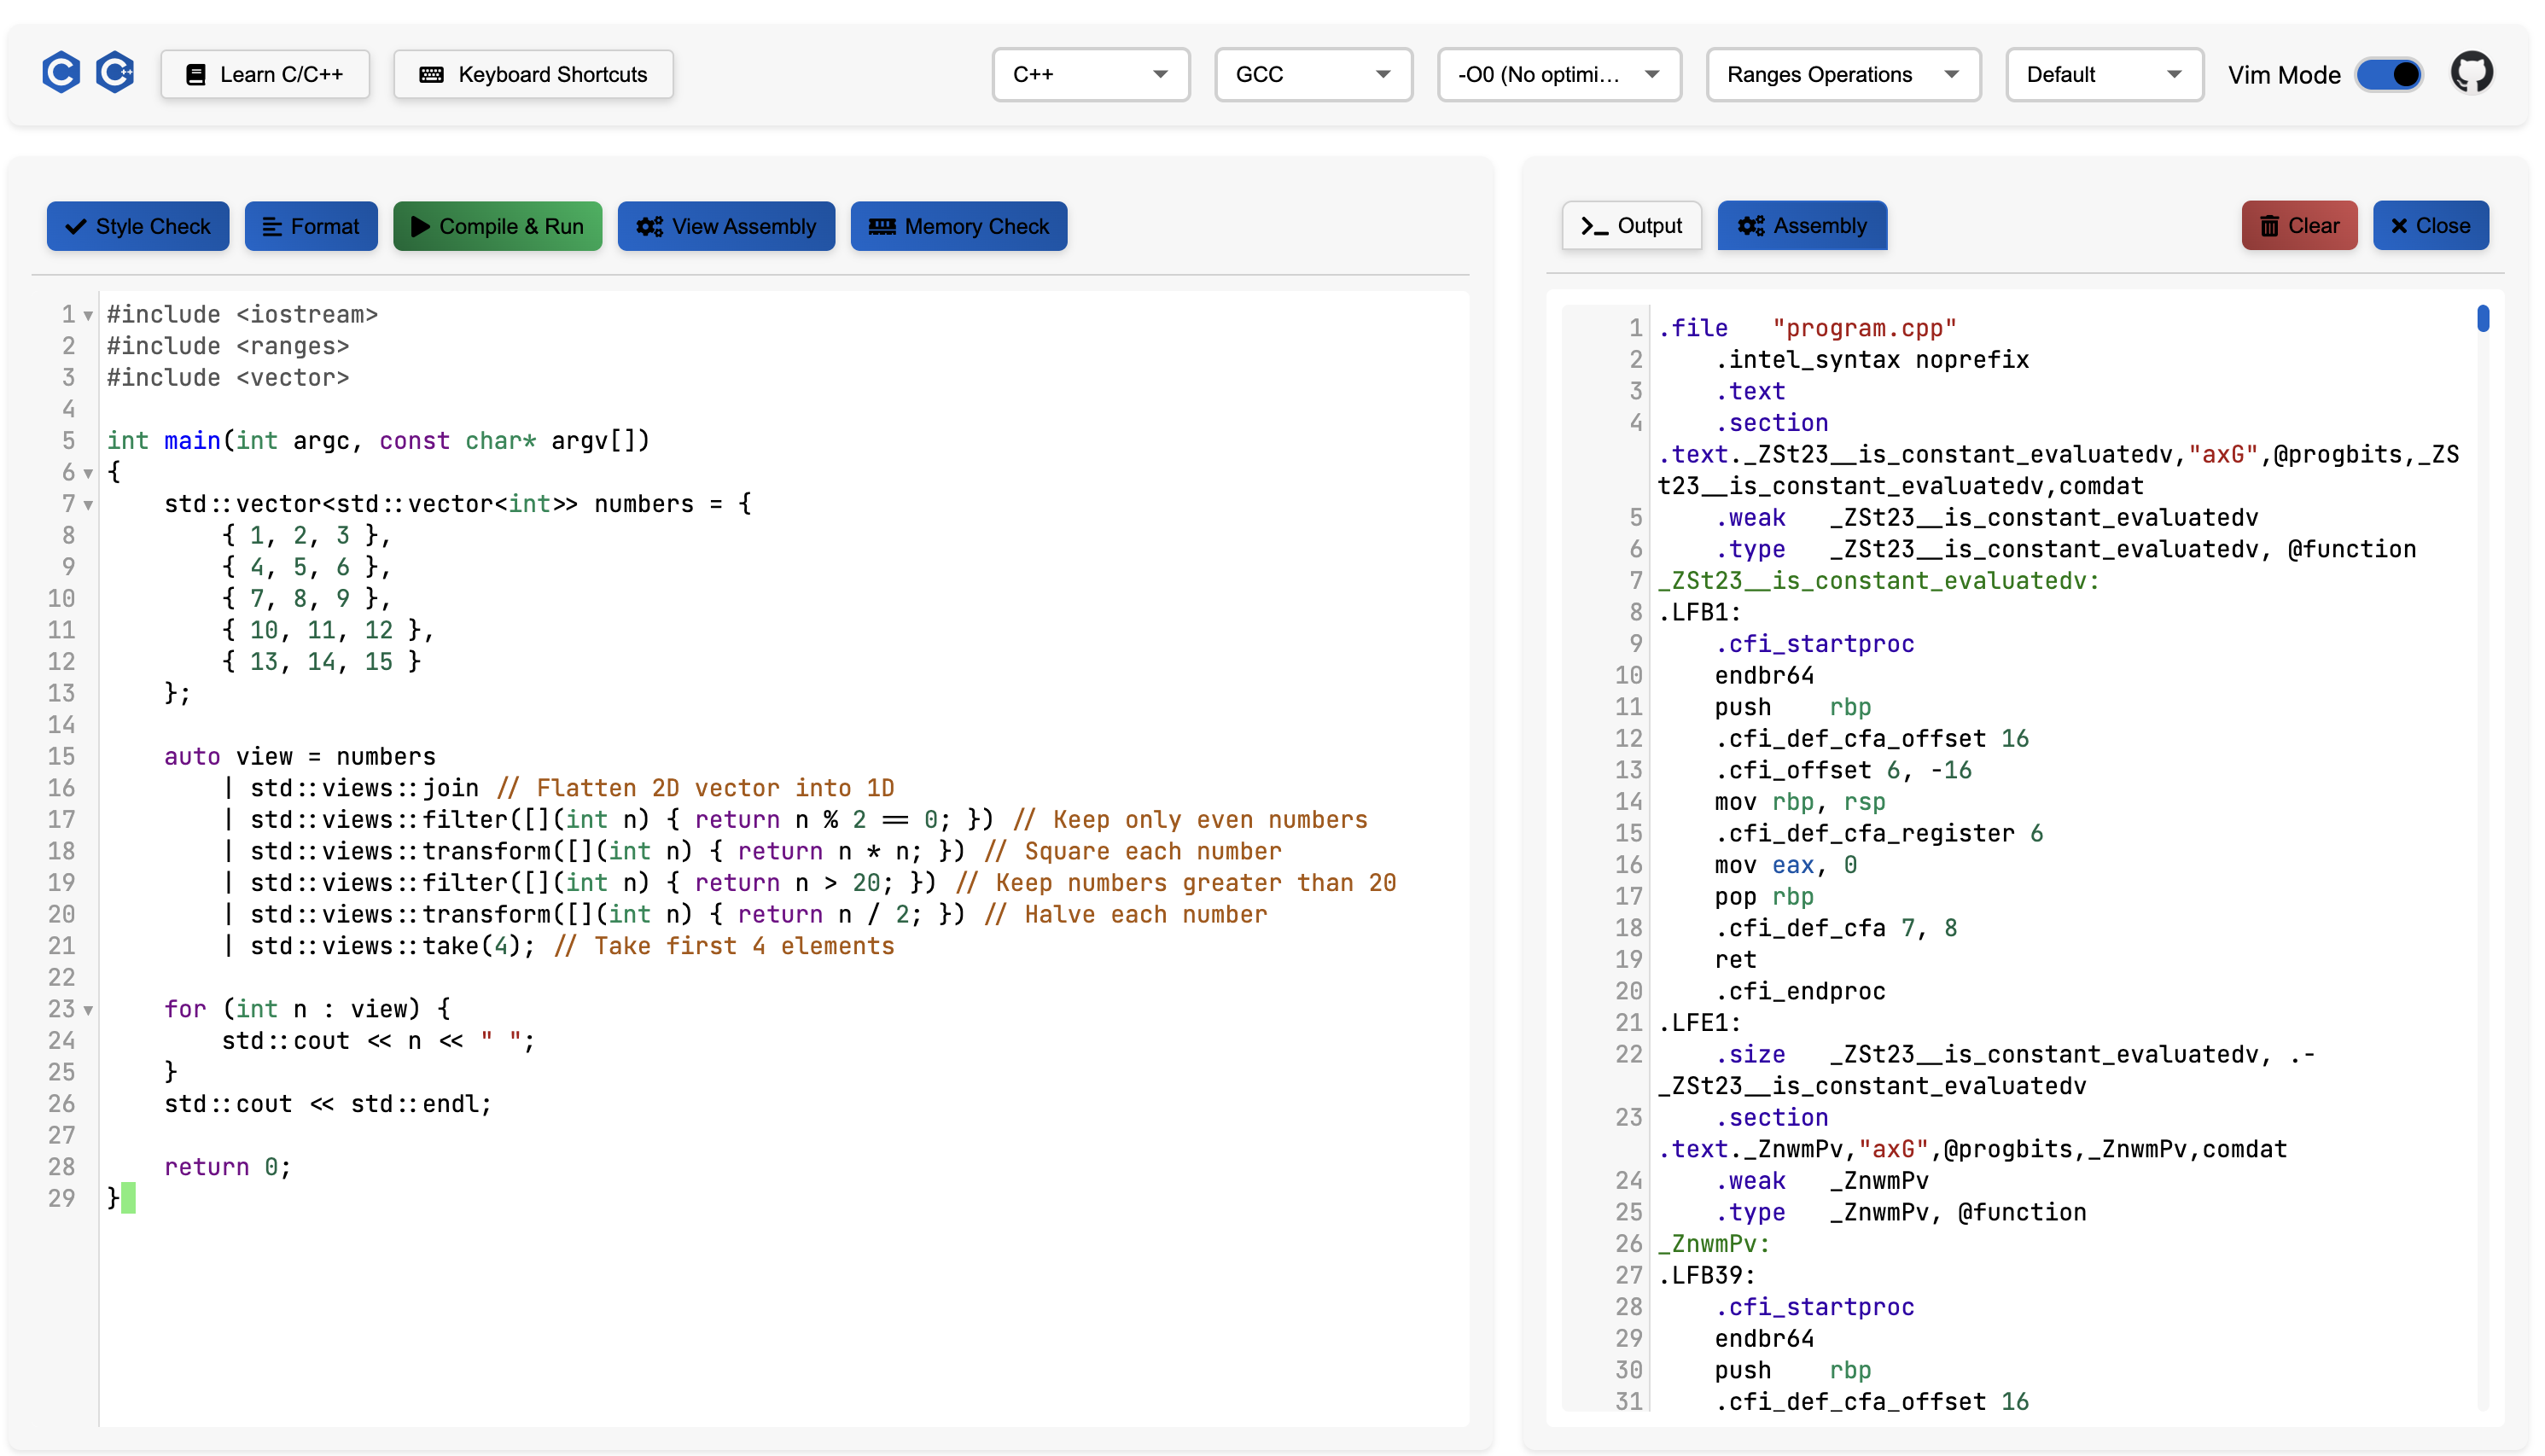 Learn C/C++ Keyboard Shortcuts C++ GCC -O0 (No optimi... Ranges Operations Default Vim Mode
Style Check Format Compile & Run View Assembly Memory Check
1 #include <iostream>
2 #include <ranges>
3 #include <vector>
4
5 int main(int argc, const char* argv[])
6 {
7     std::vector<std::vector<int>> numbers = {
8         { 1, 2, 3 },
9         { 4, 5, 6 },
10         { 7, 8, 9 },
11         { 10, 11, 12 },
12         { 13, 14, 15 }
13     };
14
15     auto view = numbers
16         | std::views::join // Flatten 2D vector into 1D
17         | std::views::filter([](int n) { return n % 2 == 0; }) // Keep only even numbers
18         | std::views::transform([](int n) { return n * n; }) // Square each number
19         | std::views::filter([](int n) { return n > 20; }) // Keep numbers greater than 20
20         | std::views::transform([](int n) { return n / 2; }) // Halve each number
21         | std::views::take(4); // Take first 4 elements
22
23     for (int n : view) {
24         std::cout << n << " ";
25     }
26     std::cout << std::endl;
27
28     return 0;
29 }
Output Assembly Clear Close
1 .file   "program.cpp"
2     .intel_syntax noprefix
3     .text
4     .section
.text._ZSt23__is_constant_evaluatedv,"axG",@progbits,_ZS
t23__is_constant_evaluatedv,comdat
5     .weak   _ZSt23__is_constant_evaluatedv
6     .type   _ZSt23__is_constant_evaluatedv, @function
7 _ZSt23__is_constant_evaluatedv:
8 .LFB1:
9     .cfi_startproc
10     endbr64
11     push    rbp
12     .cfi_def_cfa_offset 16
13     .cfi_offset 6, -16
14     mov rbp, rsp
15     .cfi_def_cfa_register 6
16     mov eax, 0
17     pop rbp
18     .cfi_def_cfa 7, 8
19     ret
20     .cfi_endproc
21 .LFE1:
22     .size   _ZSt23__is_constant_evaluatedv, .-
_ZSt23__is_constant_evaluatedv
23     .section
.text._ZnwmPv,"axG",@progbits,_ZnwmPv,comdat
24     .weak   _ZnwmPv
25     .type   _ZnwmPv, @function
26 _ZnwmPv:
27 .LFB39:
28     .cfi_startproc
29     endbr64
30     push    rbp
31     .cfi_def_cfa_offset 16